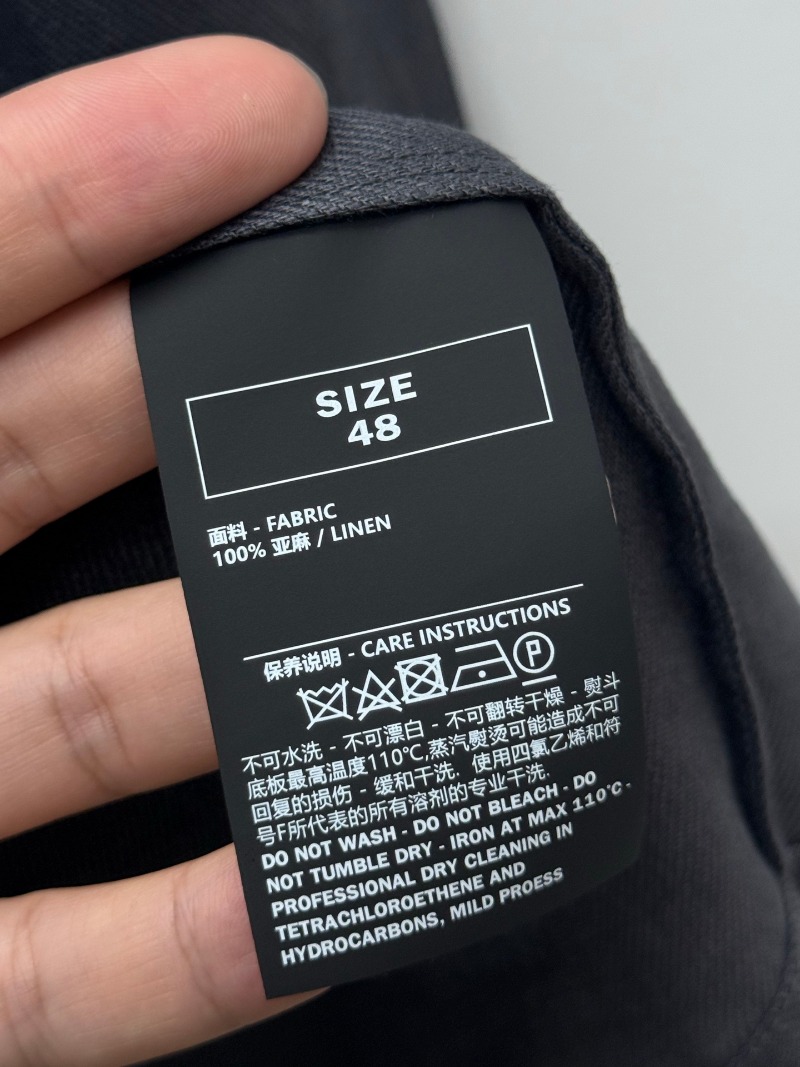 SIZE
48
面料 - FABRIC
100% 亚麻 / LINEN
保养说明 - CARE INSTRUCTIONS
P
不可水洗 - 不可漂白 - 不可翻转干燥 - 熨斗
底板最高温度110℃,蒸汽熨烫可能造成不可
回复的损伤 - 缓和干洗. 使用四氯乙烯和符
号F所代表的所有溶剂的专业干洗.
DO NOT WASH - DO NOT BLEACH - DO
NOT TUMBLE DRY - IRON AT MAX 110℃ -
PROFESSIONAL DRY CLEANING IN
TETRACHLOROETHENE AND
HYDROCARBONS, MILD PROESS